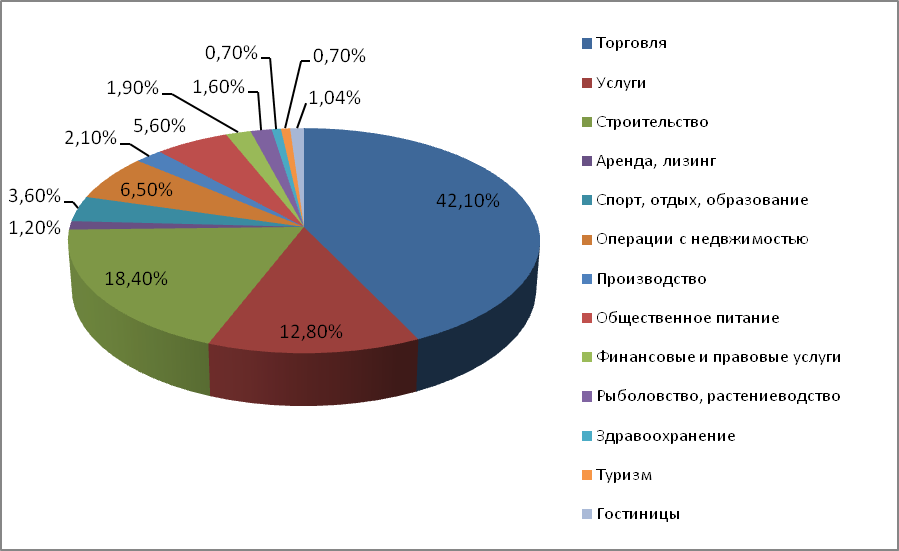 0,70%
0,70%
1,90%
1,60%
1,04%
5,60%
2,10%
3,60%
6,50%
42,10%
1,20%
18,40%
12,80%
Торговля
Услуги
Строительство
Аренда, лизинг
Спорт, отдых, образование
Операции с недвжимостью
Производство
Общественное питание
Финансовые и правовые услуги
Рыболовство, растениеводство
Здравоохранение
Туризм
Гостиницы